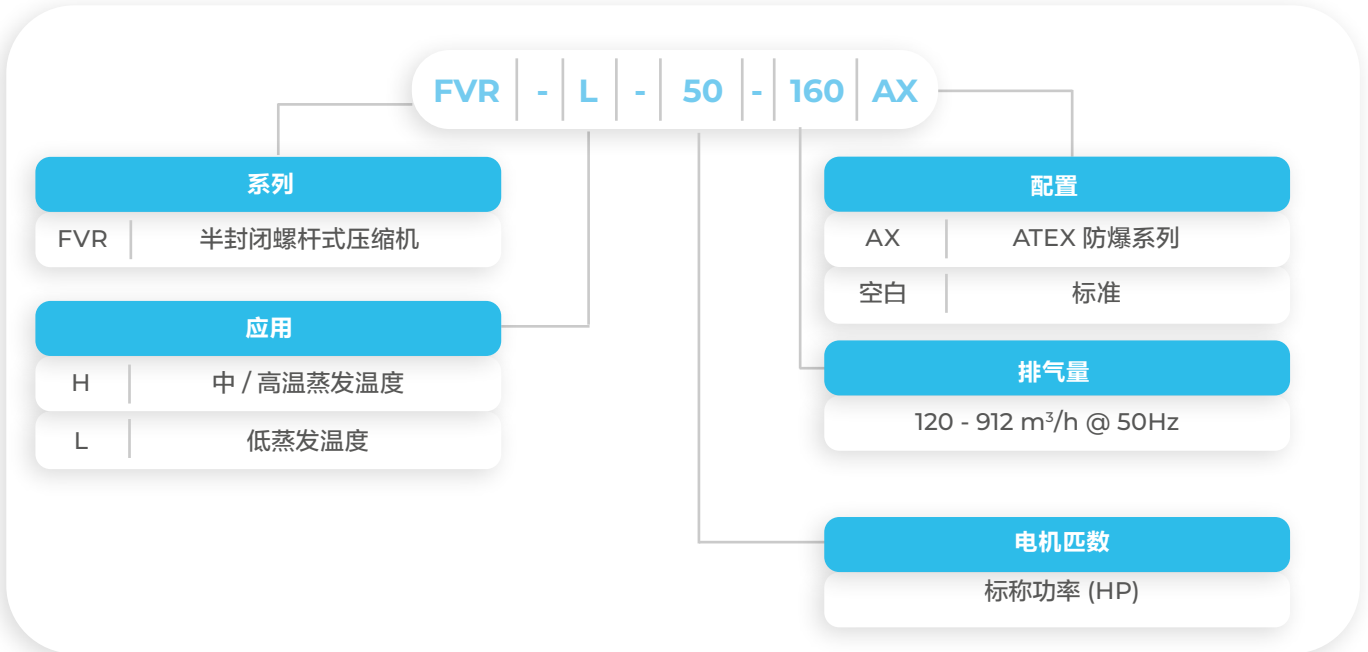 FVR - L - 50 - 160 AX
系列
FVR 半封闭螺杆式压缩机
应用
H 中 / 高温蒸发温度
L 低蒸发温度
配置
AX ATEX 防爆系列
空白 标准
排气量
120 - 912 m³/h @ 50Hz
电机匹数
标称功率 (HP)